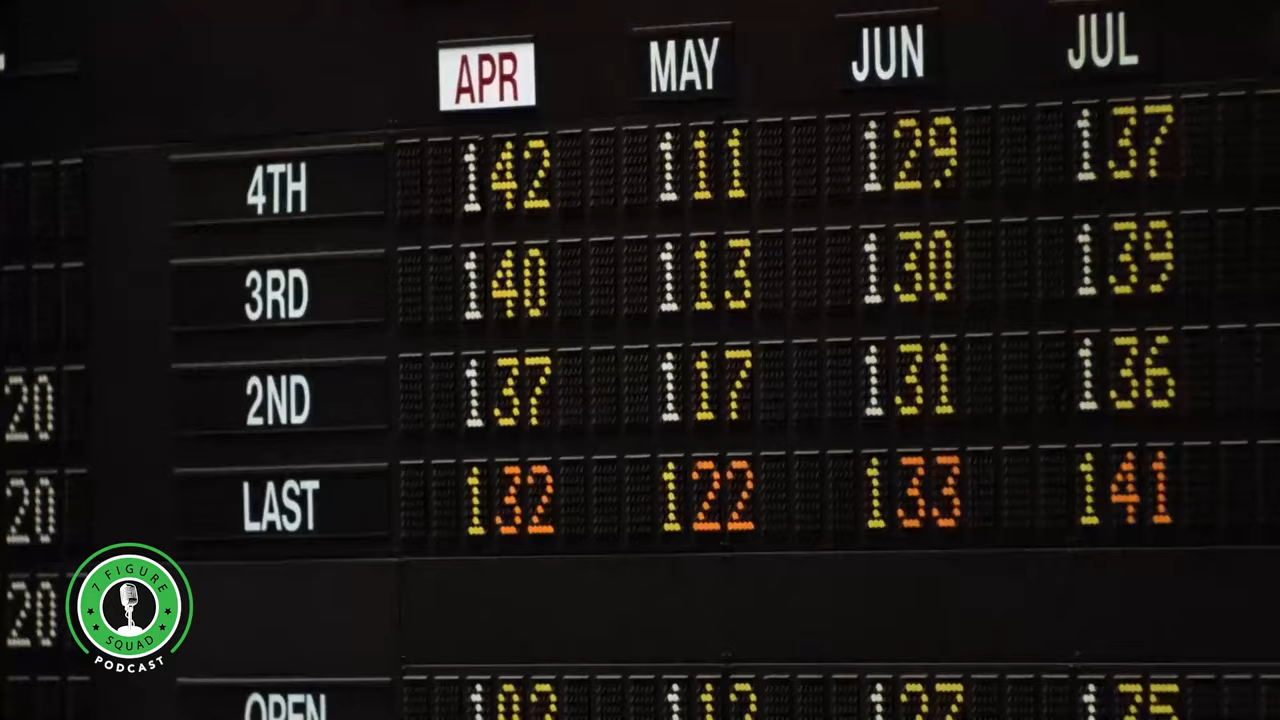 APR MAY JUN JUL
4TH 142 111 129 137
3RD 140 113 130 139
20 2ND 137 117 131 136
20 LAST 132 122 133 141
20
7 FIGURE
SQUAD
PODCAST
OPEN